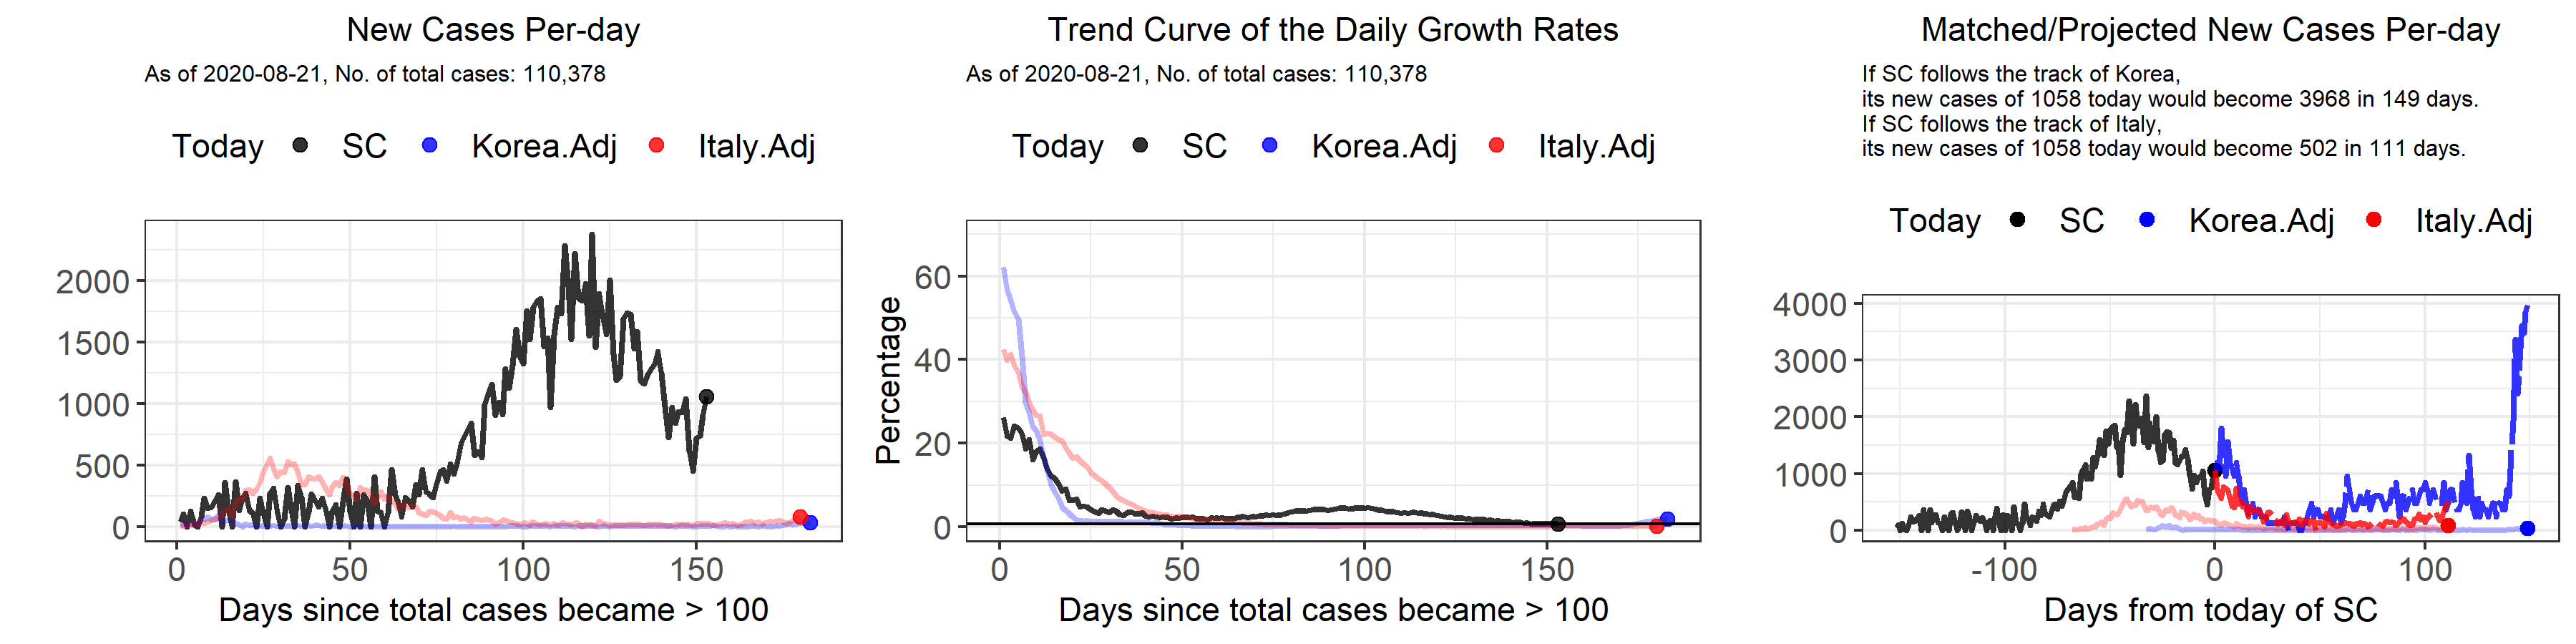 New Cases Per-day
As of 2020-08-21, No. of total cases: 110,378
Today SC Korea.Adj Italy.Adj
2000
1500
1000
500
0
0 50 100 150
Days since total cases became > 100
Trend Curve of the Daily Growth Rates
As of 2020-08-21, No. of total cases: 110,378
Today SC Korea.Adj Italy.Adj
Percentage
60
40
20
0
0 50 100 150
Days since total cases became > 100
Matched/Projected New Cases Per-day
If SC follows the track of Korea,
its new cases of 1058 today would become 3968 in 149 days.
If SC follows the track of Italy,
its new cases of 1058 today would become 502 in 111 days.
Today SC Korea.Adj Italy.Adj
4000
3000
2000
1000
0
-100 0 100
Days from today of SC